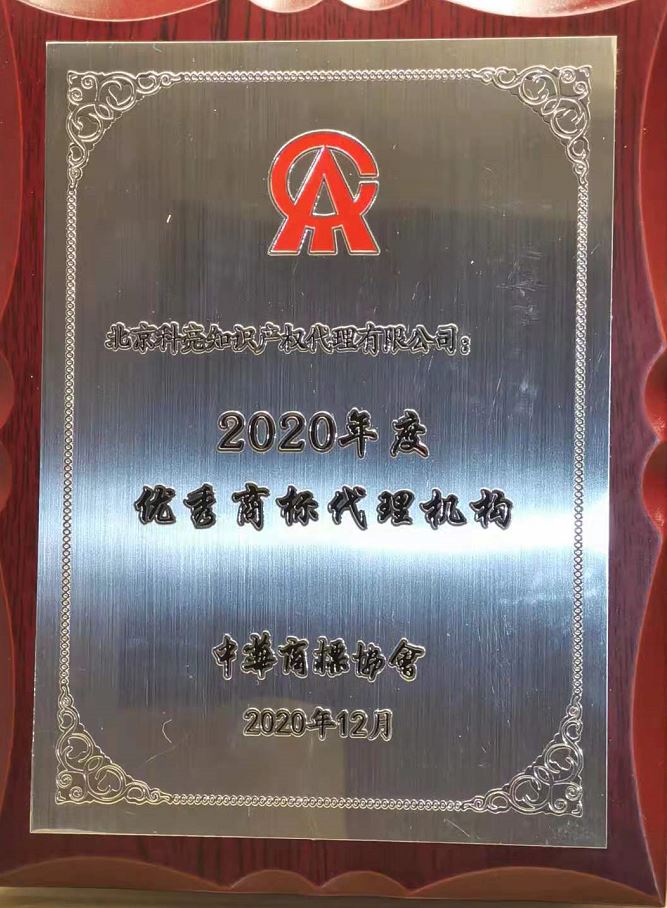 北京科亮知识产权代理有限公司：
2020年度
优秀商标代理机构
中華商標協會
2020年12月